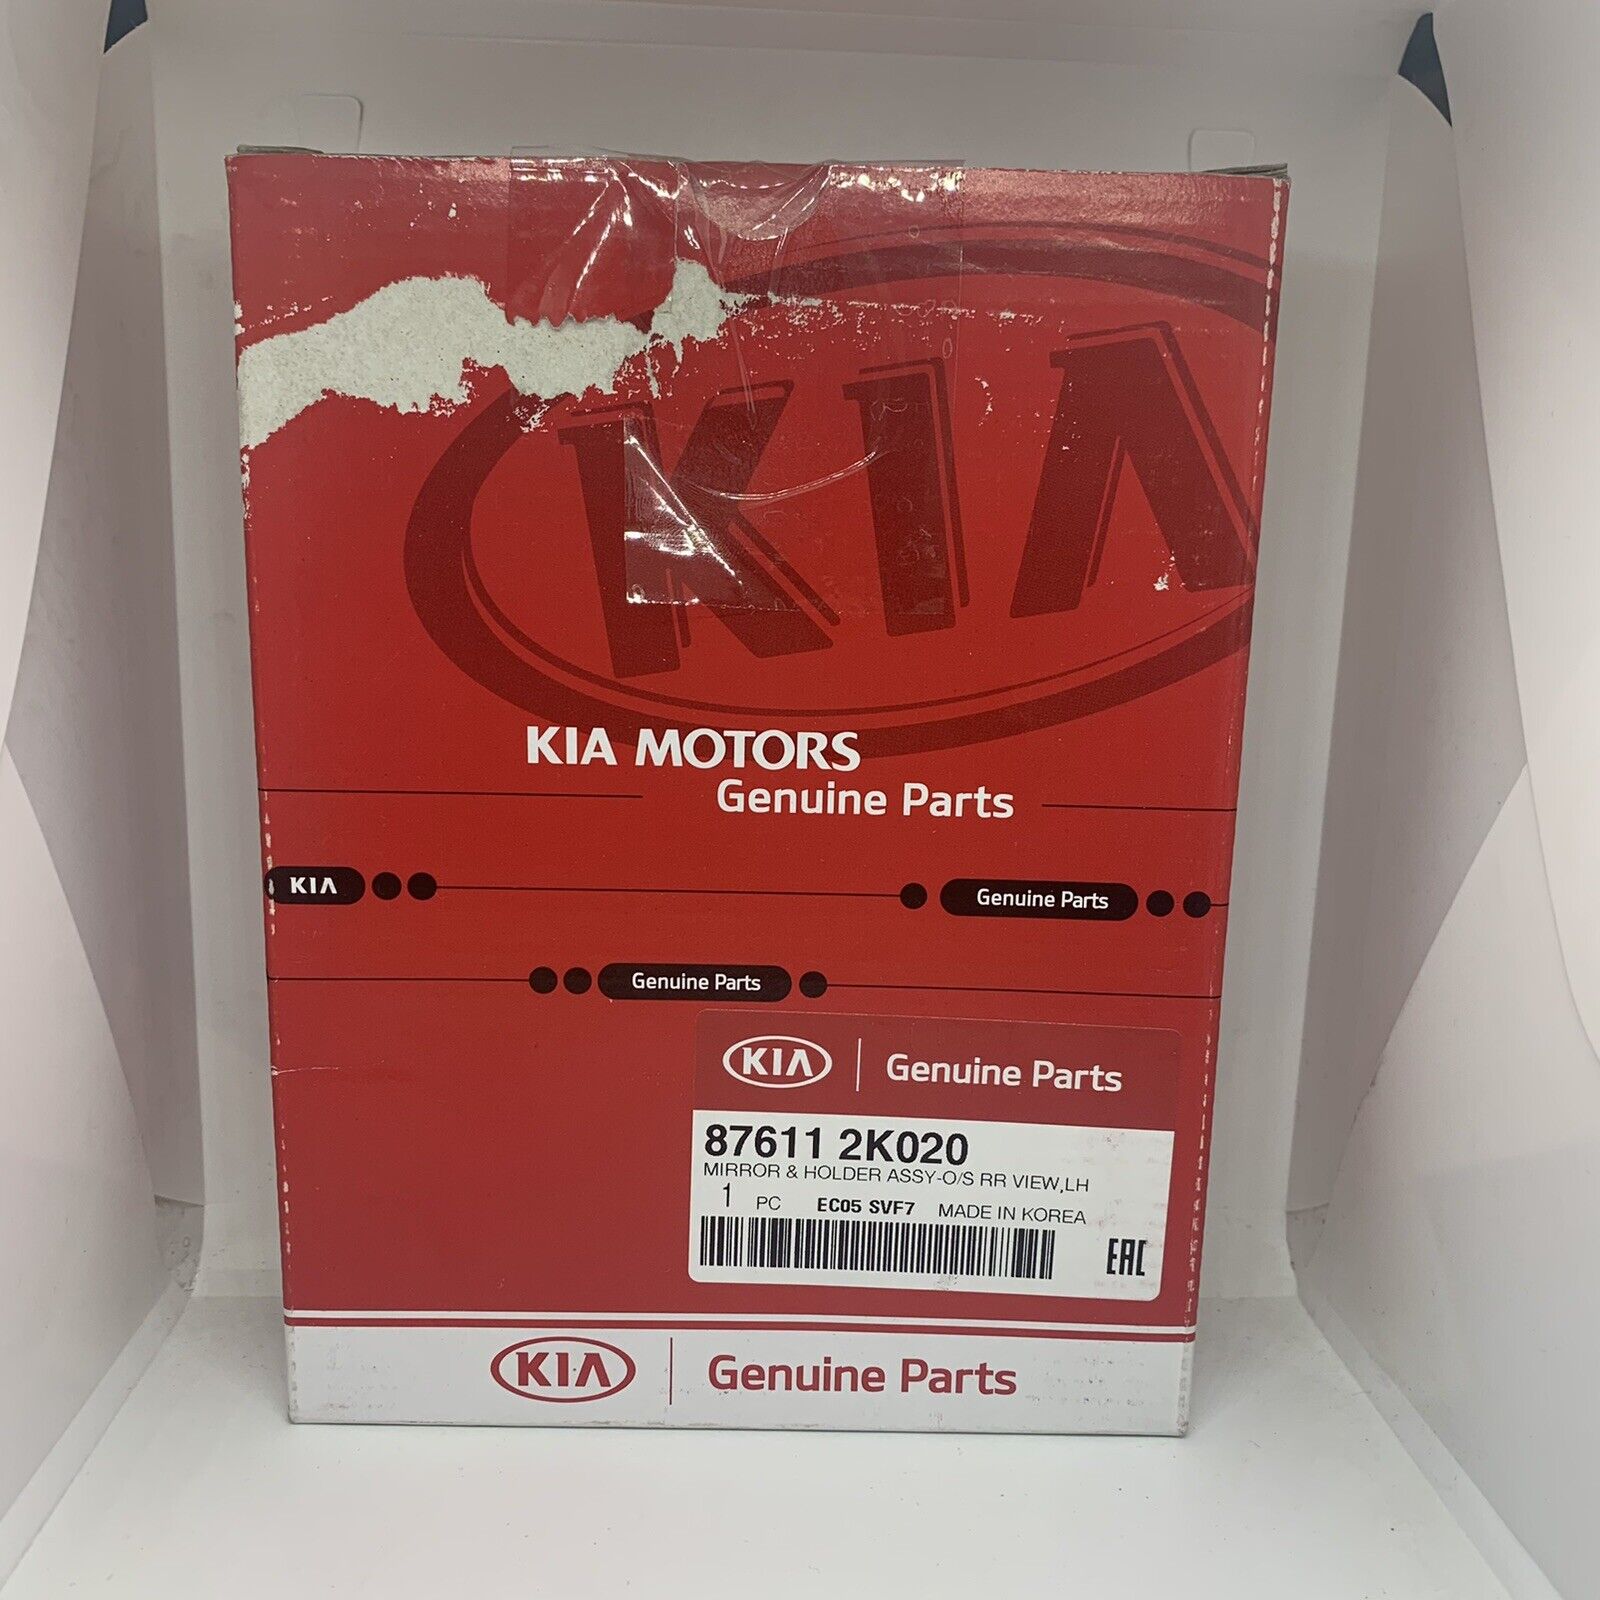 KIA
KIA MOTORS
Genuine Parts
KIA
Genuine Parts
Genuine Parts
KIA Genuine Parts
87611 2K020
MIRROR & HOLDER ASSY-O/S RR VIEW,LH
1 PC EC05 SVF7 MADE IN KOREA
EAC
KIA Genuine Parts